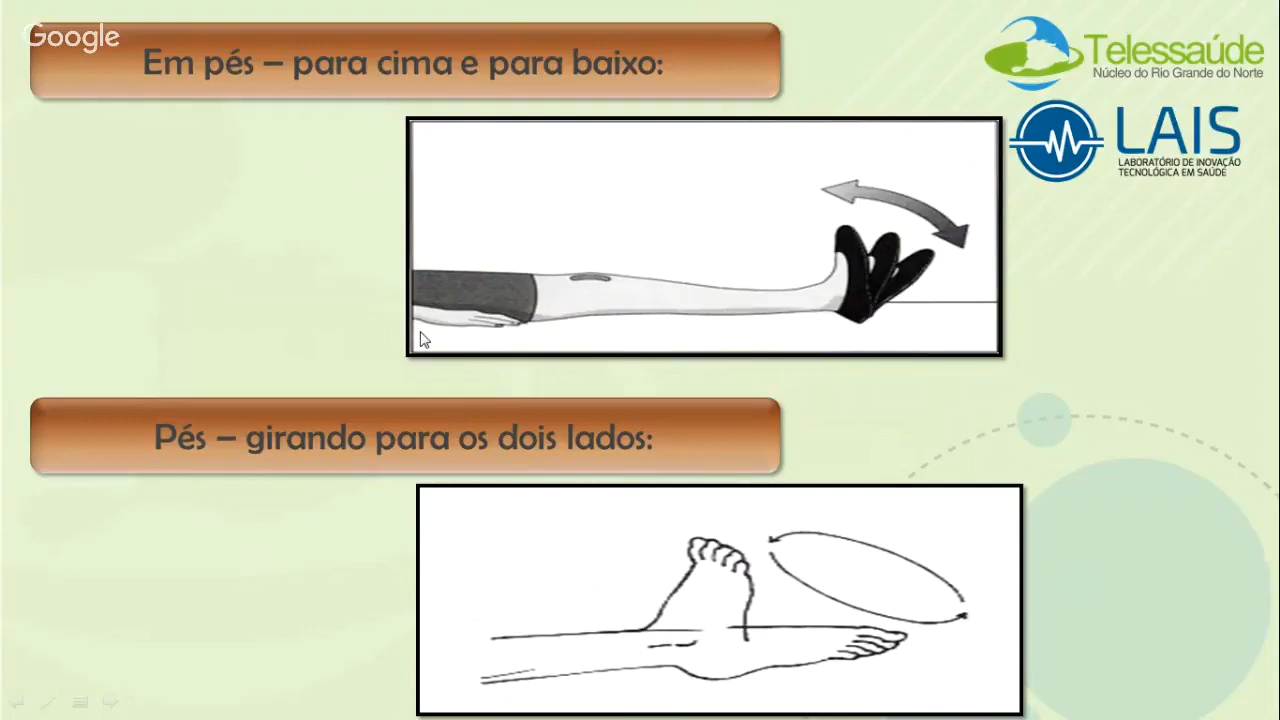 Google
Em pés – para cima e para baixo:
Telessaúde
Núcleo do Rio Grande do Norte
LAIS
LABORATÓRIO DE INOVAÇÃO
TECNOLÓGICA EM SAÚDE
Pés – girando para os dois lados: